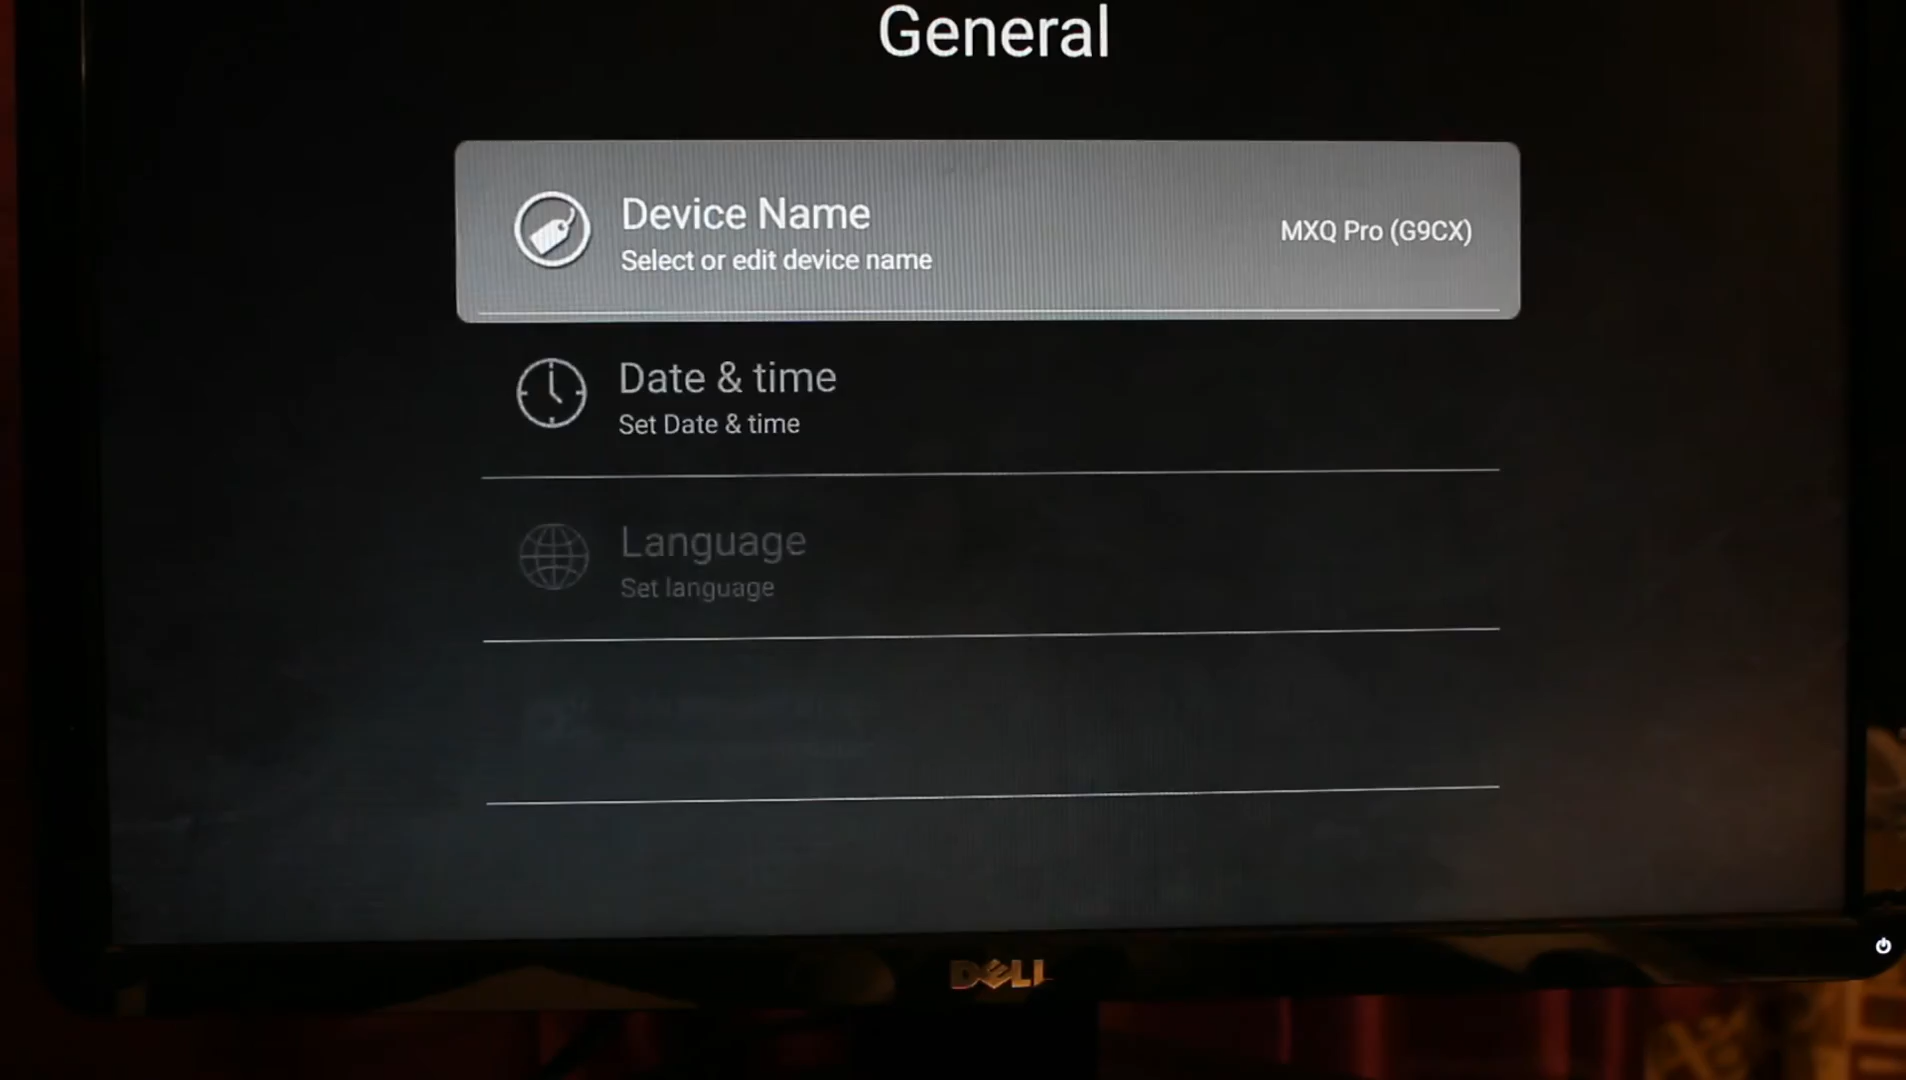 General
Device Name
Select or edit device name
MXQ Pro (G9CX)
Date & time
Set Date & time
Language
Set language
DELL